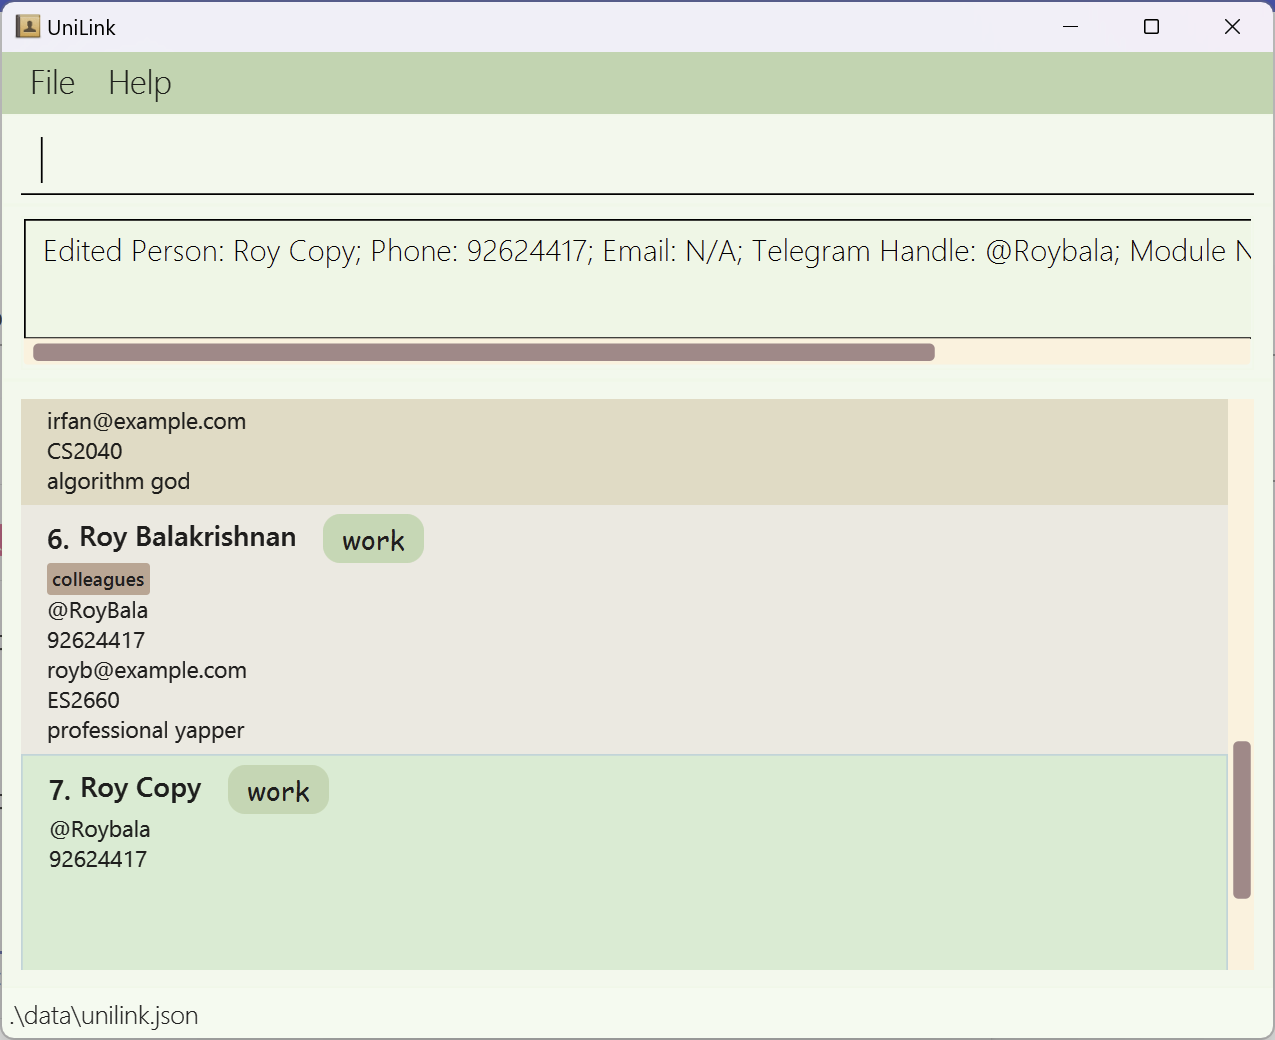 UniLink
File Help
Edited Person: Roy Copy; Phone: 92624417; Email: N/A; Telegram Handle: @Roybala; Module N
irfan@example.com
CS2040
algorithm god
6. Roy Balakrishnan work
colleagues
@RoyBala
92624417
royb@example.com
ES2660
professional yapper
7. Roy Copy work
@Roybala
92624417
.\data\unilink.json